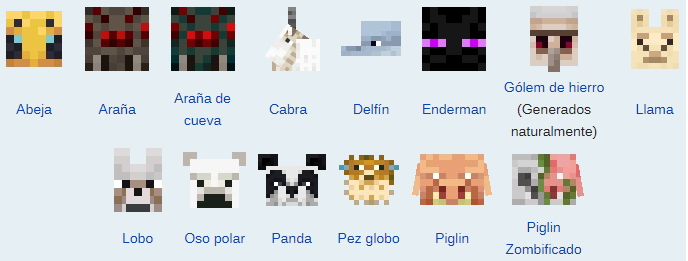 Abeja
Araña
Araña de
cueva
Cabra
Delfín
Enderman
Gólem de hierro
(Generados
naturalmente)
Llama
Lobo
Oso polar
Panda
Pez globo
Piglin
Piglin
Zombificado